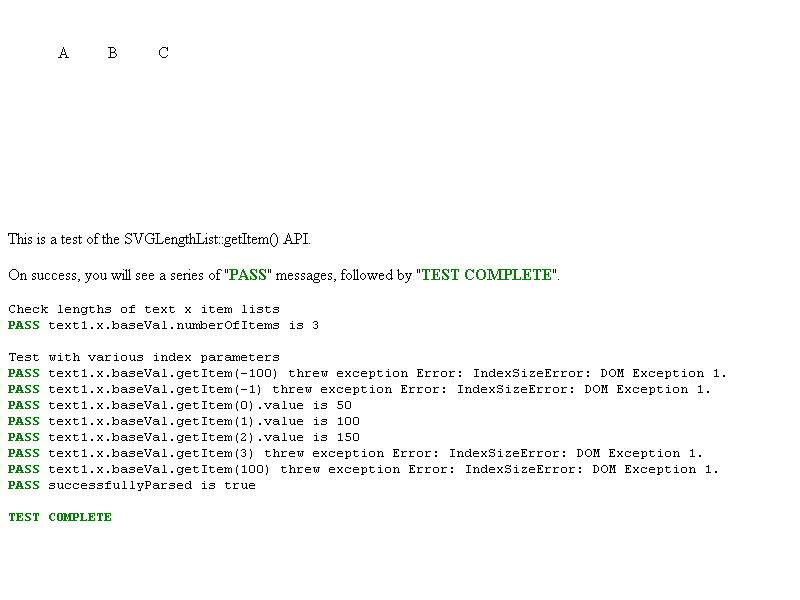 A B C
This is a test of the SVGLengthList::getItem() API.
On success, you will see a series of "PASS" messages, followed by "TEST COMPLETE".
Check lengths of text x item lists
PASS text1.x.baseVal.numberOfItems is 3
Test with various index parameters
PASS text1.x.baseVal.getItem(-100) threw exception Error: IndexSizeError: DOM Exception 1.
PASS text1.x.baseVal.getItem(-1) threw exception Error: IndexSizeError: DOM Exception 1.
PASS text1.x.baseVal.getItem(0).value is 50
PASS text1.x.baseVal.getItem(1).value is 100
PASS text1.x.baseVal.getItem(2).value is 150
PASS text1.x.baseVal.getItem(3) threw exception Error: IndexSizeError: DOM Exception 1.
PASS text1.x.baseVal.getItem(100) threw exception Error: IndexSizeError: DOM Exception 1.
PASS successfullyParsed is true
TEST COMPLETE